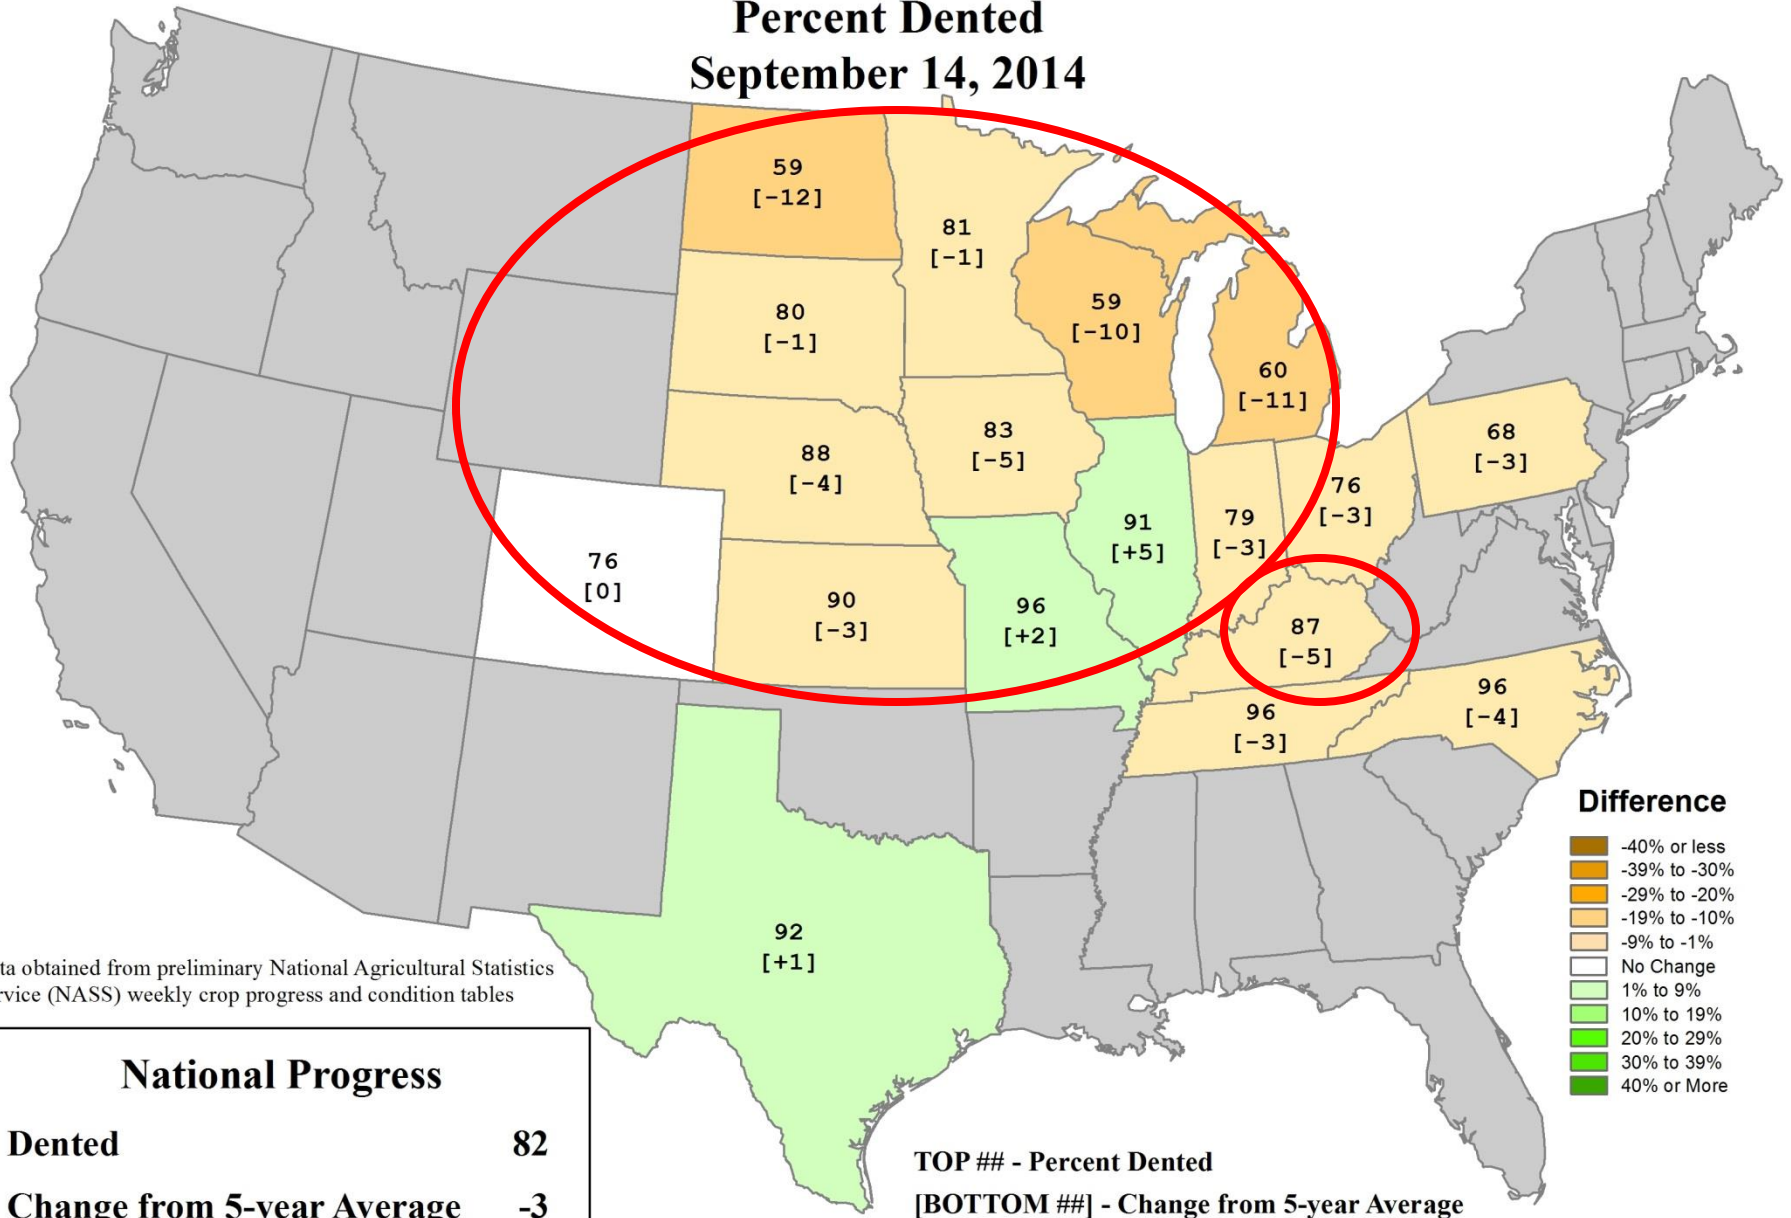 Percent Dented
September 14, 2014
59
[-12]
81
[-1]
80
[-1]
59
[-10]
60
[-11]
88
[-4]
83
[-5]
68
[-3]
76
[-3]
91
[+5]
79
[-3]
76
[0]
90
[-3]
96
[+2]
87
[-5]
96
[-3]
96
[-4]
92
[+1]
Difference
-40% or less
-39% to -30%
-29% to -20%
-19% to -10%
-9% to -1%
No Change
1% to 9%
10% to 19%
20% to 29%
30% to 39%
40% or More
ta obtained from preliminary National Agricultural Statistics
rvice (NASS) weekly crop progress and condition tables
National Progress
Dented 82
Change from 5-year Average -3
TOP ## - Percent Dented
[BOTTOM ##] - Change from 5-year Average